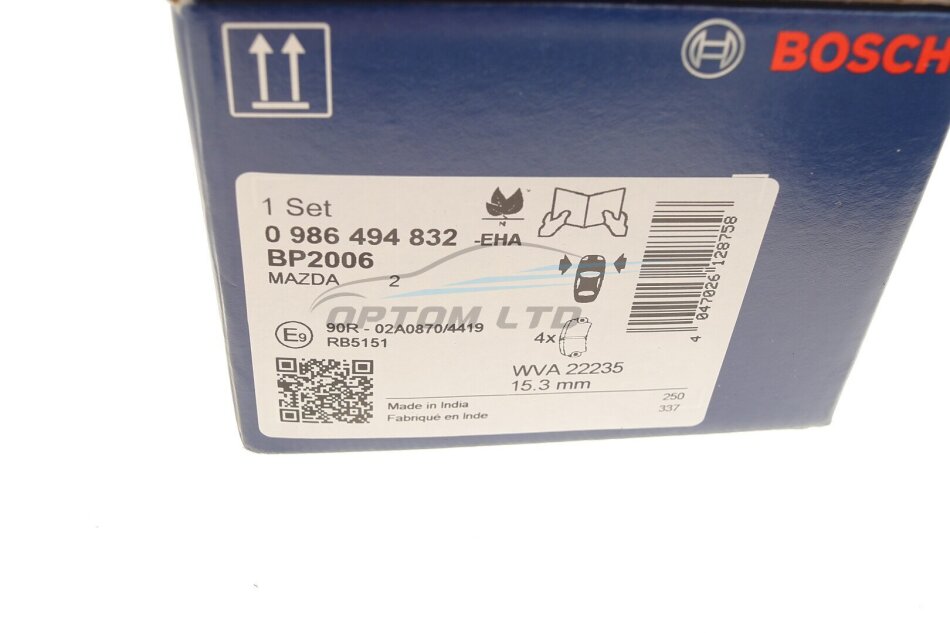 BOSCH
1 Set
0 986 494 832 -EHA
BP2006
MAZDA 2
OPTOM LTD
E9
90R - 02A0870/4419
RB5151
4x
WVA 22235
15.3 mm
Made in India
Fabriqué en Inde
250
337
4 047026 128758